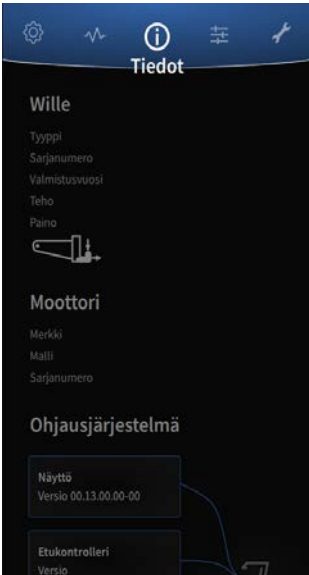 Tiedot
Wille
Tyyppi
Sarjanumero
Valmistusvuosi
Teho
Paino
Moottori
Merkki
Malli
Sarjanumero
Ohjausjärjestelmä
Näyttö
Versio 00.13.00.00-00
Etukontrolleri
Versio